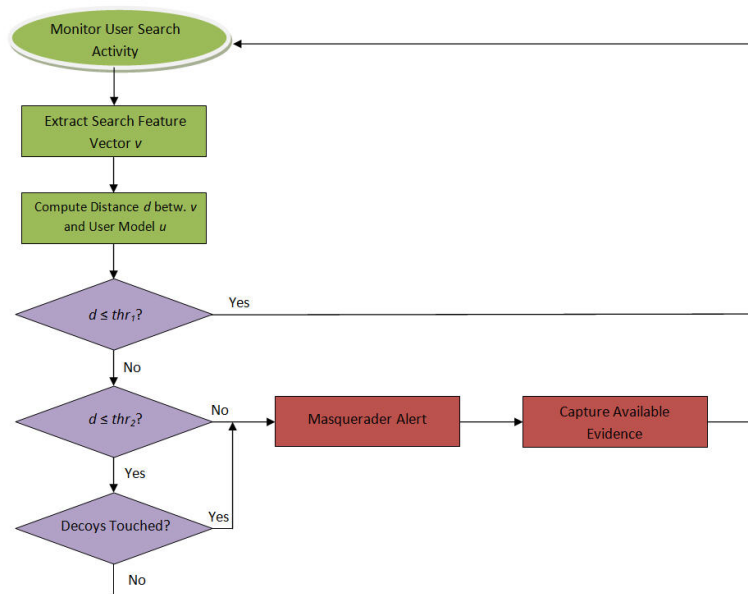 Monitor User Search
Activity
Extract Search Feature
Vector v
Compute Distance d betw. v
and User Model u
d ≤ thr₁?
Yes
No
d ≤ thr₂?
No
Masquerader Alert
Capture Available
Evidence
Yes
Decoys Touched?
Yes
No